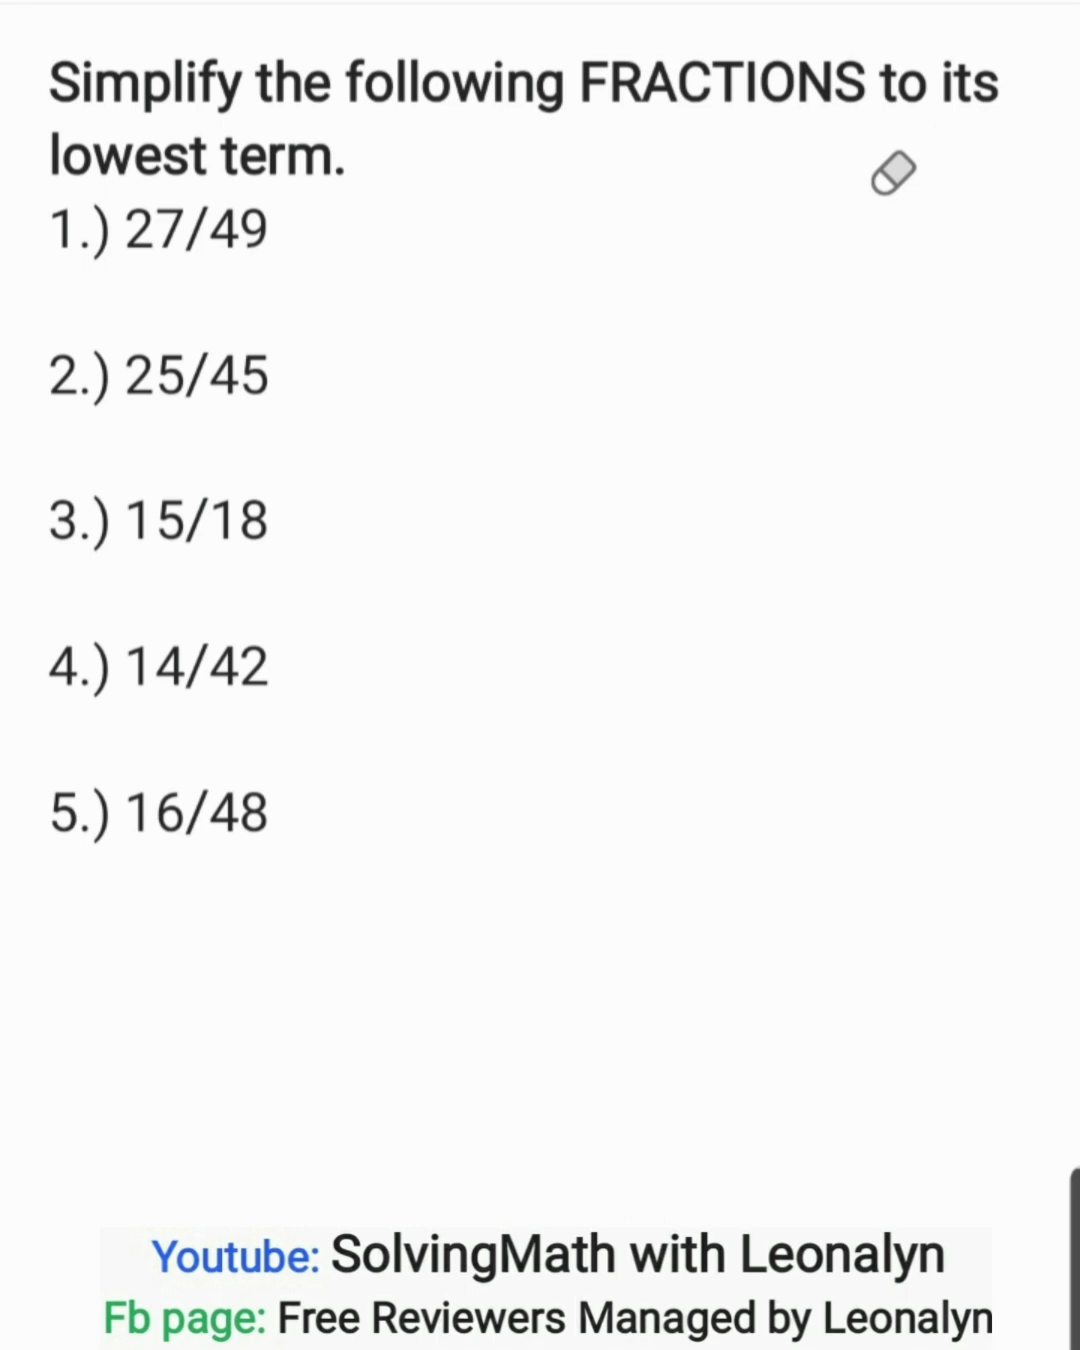 Simplify the following FRACTIONS to its
lowest term.
1.) 27/49
2.) 25/45
3.) 15/18
4.) 14/42
5.) 16/48
Youtube: SolvingMath with Leonalyn
Fb page: Free Reviewers Managed by Leonalyn